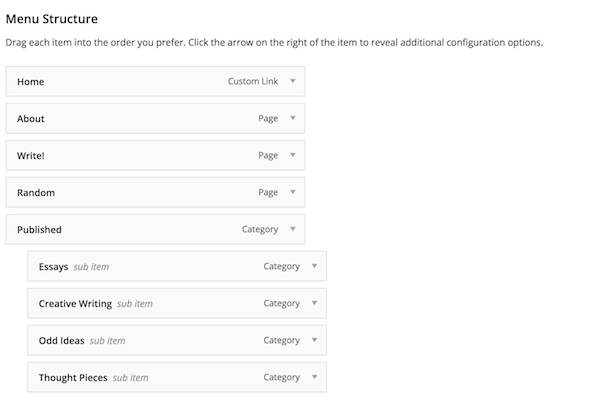 Menu Structure
Drag each item into the order you prefer. Click the arrow on the right of the item to reveal additional configuration options.
Home Custom Link
About Page
Write! Page
Random Page
Published Category
Essays sub item Category
Creative Writing sub item Category
Odd Ideas sub item Category
Thought Pieces sub item Category